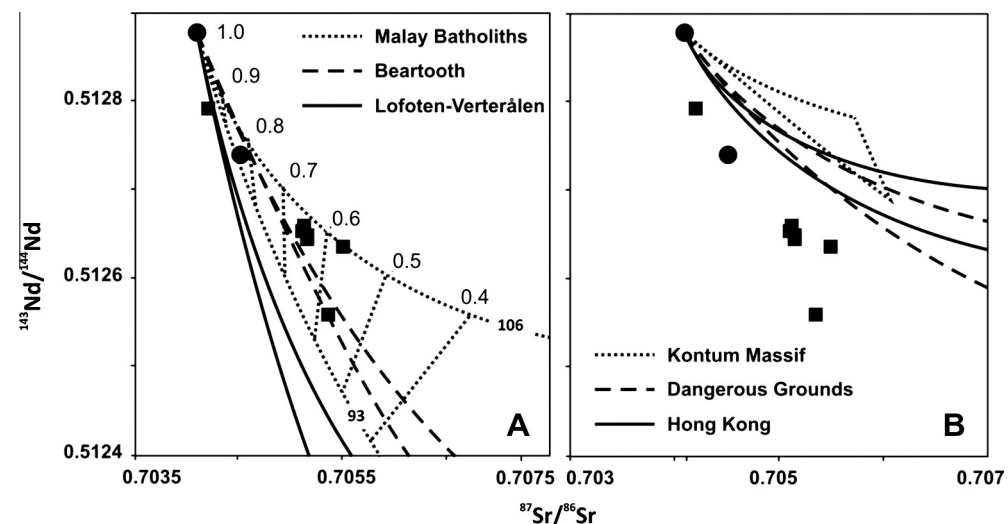 1.0
Malay Batholiths
0.9
Beartooth
0.5128
Lofoten-Verterålen
0.8
0.7
0.6
0.5126
0.5
0.4
106
93
A
0.5124
0.7035
0.7055
0.7075
¹⁴³Nd/¹⁴⁴Nd
Kontum Massif
Dangerous Grounds
Hong Kong
B
0.703
0.705
0.707
⁸⁷Sr/⁸⁶Sr